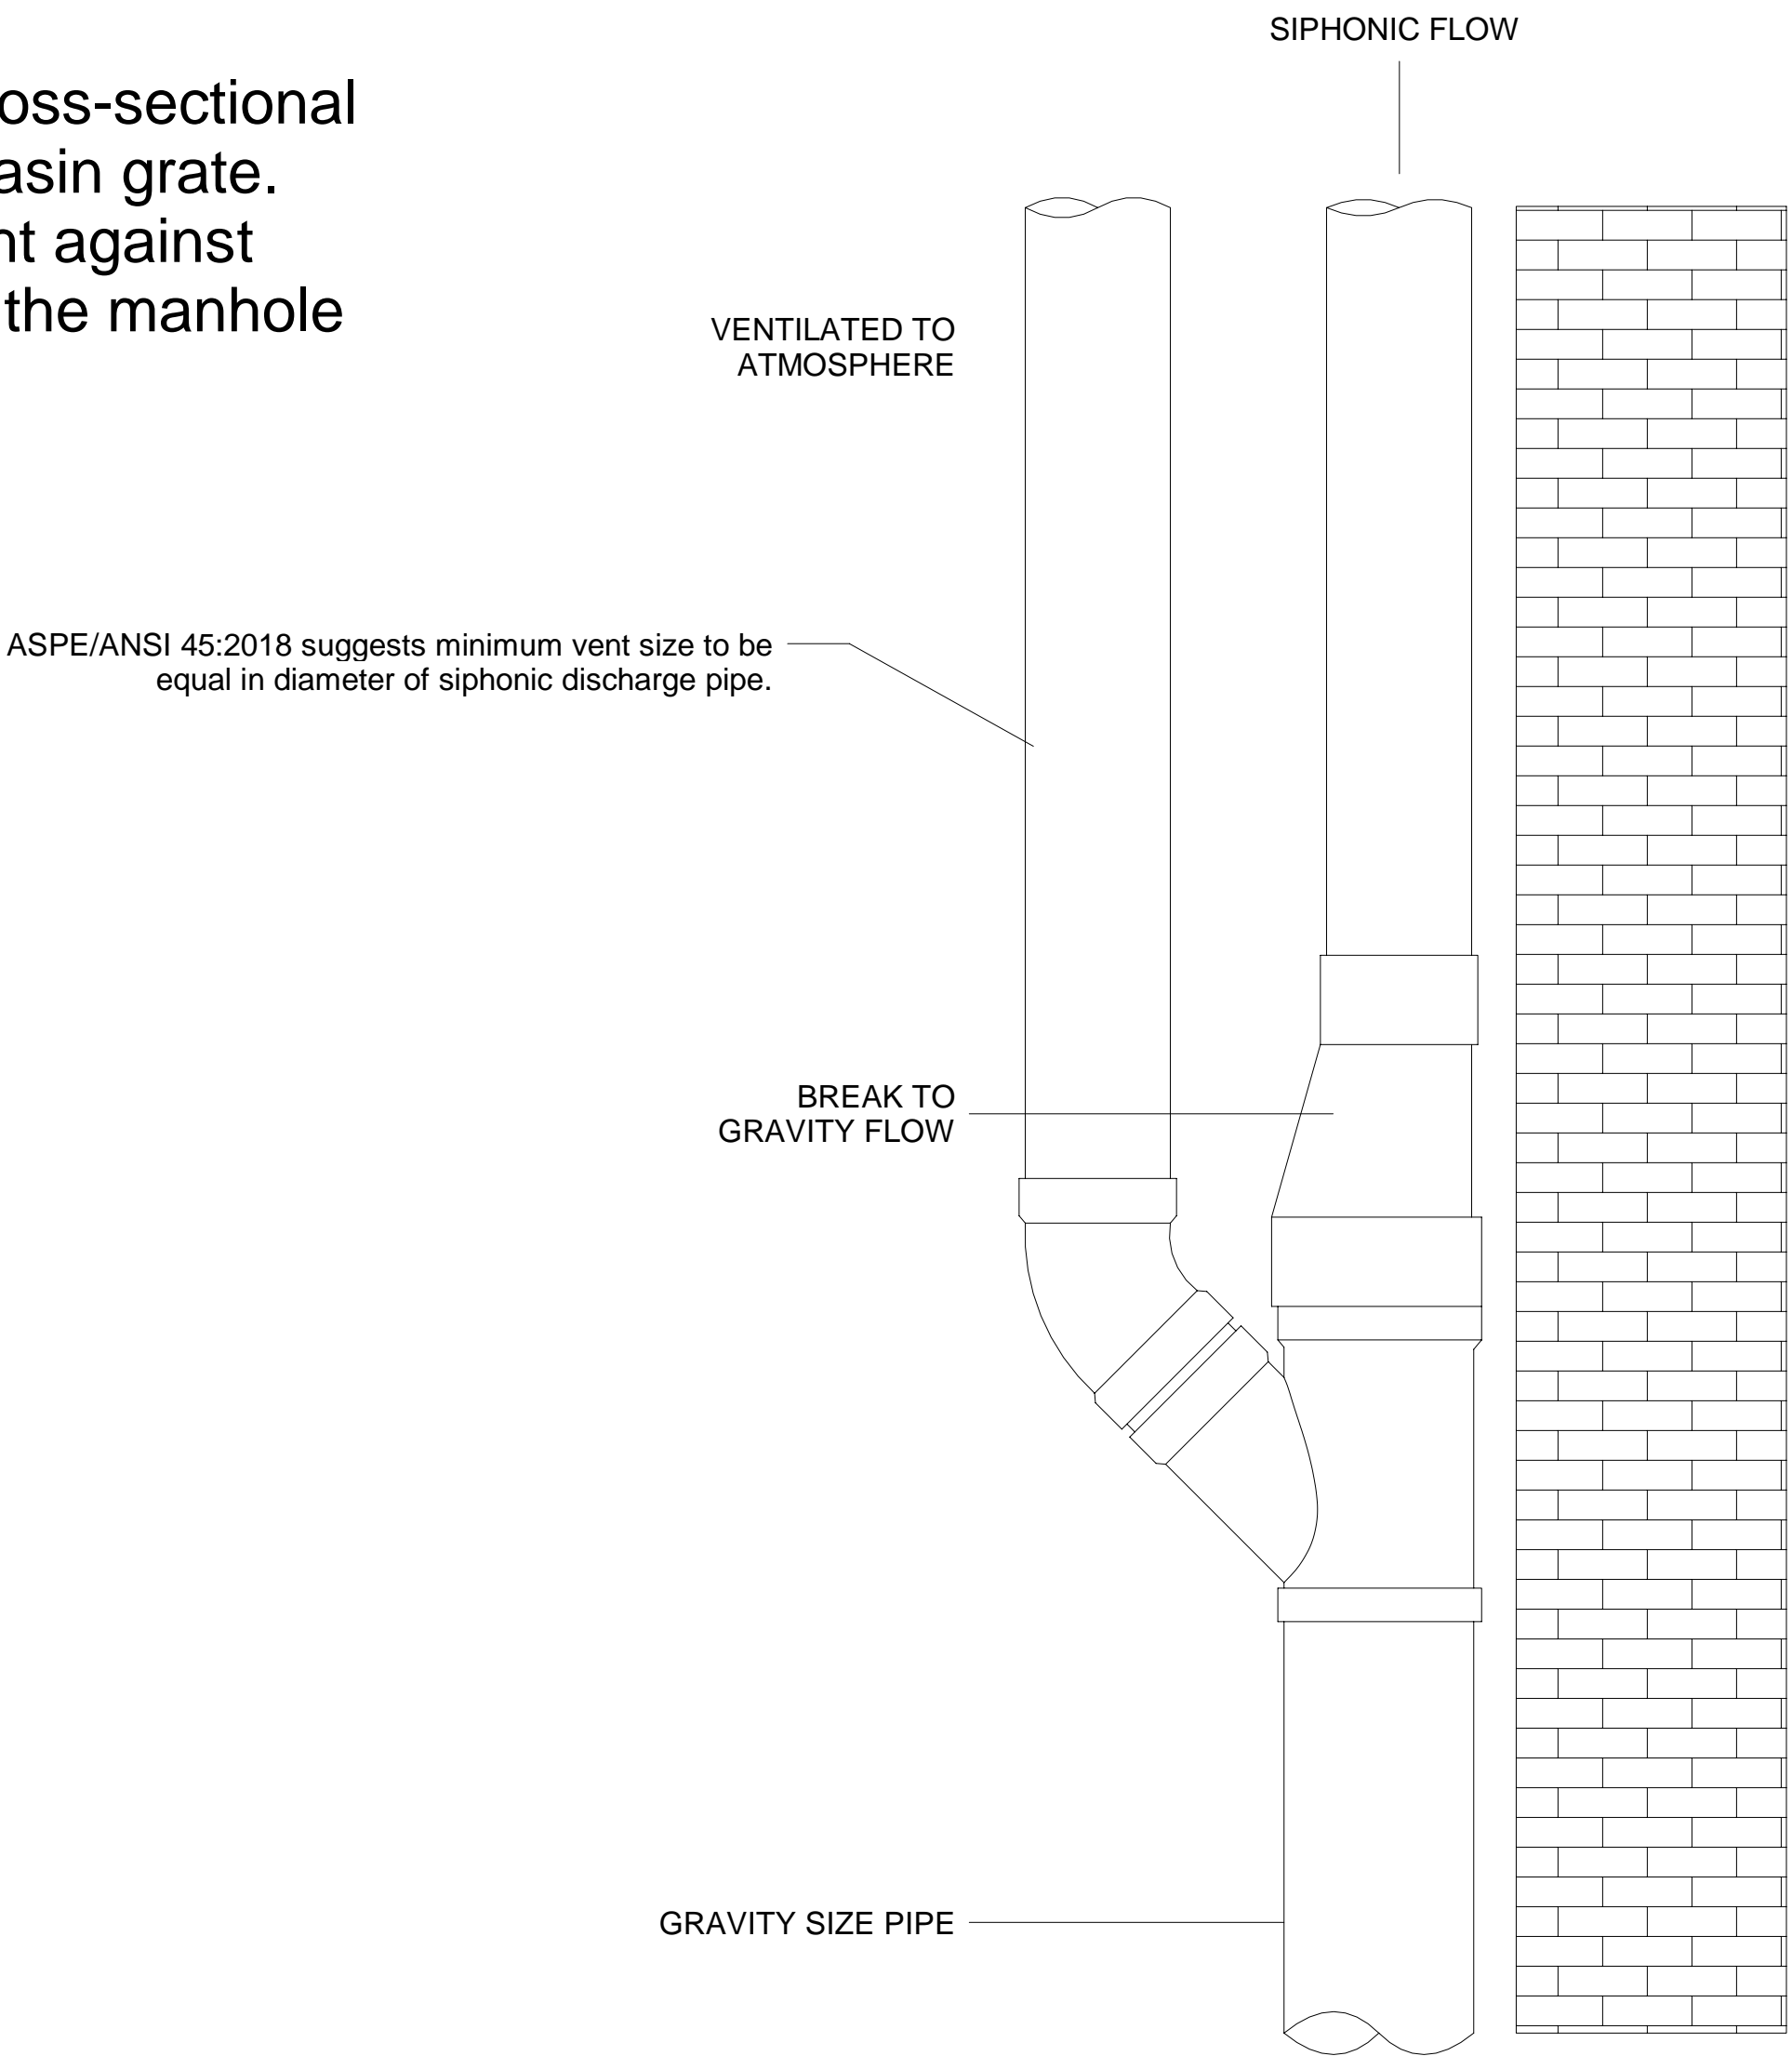 SIPHONIC FLOW
oss-sectional
asin grate.
nt against
the manhole
VENTILATED TO
ATMOSPHERE
ASPE/ANSI 45:2018 suggests minimum vent size to be
equal in diameter of siphonic discharge pipe.
BREAK TO
GRAVITY FLOW
GRAVITY SIZE PIPE